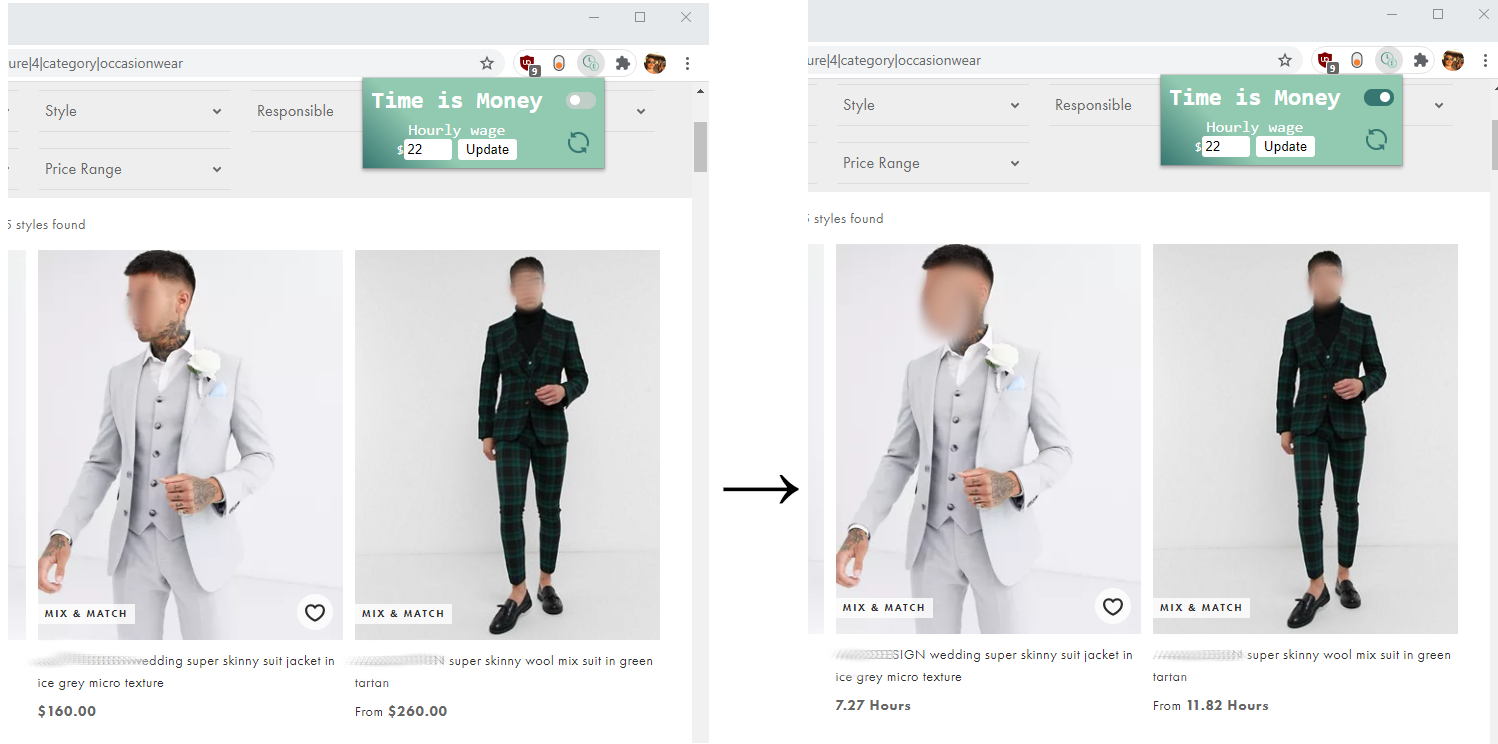 ure|4|category|occasionwear
9
Time is Money
Hourly wage
$ 22 Update
Style
Responsible
Price Range
5 styles found
MIX & MATCH
MIX & MATCH
wedding super skinny suit jacket in
ice grey micro texture
$160.00
super skinny wool mix suit in green
tartan
From $260.00
ure|4|category|occasionwear
9
Time is Money
Hourly wage
$ 22 Update
Style
Responsible
Price Range
5 styles found
MIX & MATCH
MIX & MATCH
SIGN wedding super skinny suit jacket in
ice grey micro texture
7.27 Hours
super skinny wool mix suit in green
tartan
From 11.82 Hours